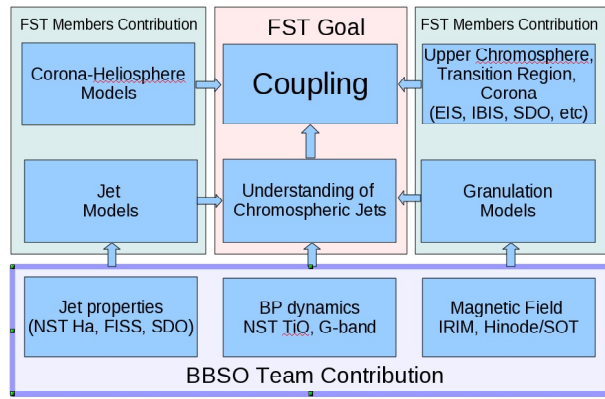 FST Members Contribution
FST Goal
FST Members Contribution
Corona-Heliosphere
Models
Coupling
Upper Chromosphere,
Transition Region,
Corona
(EIS, IBIS, SDO, etc)
Jet
Models
Understanding of
Chromospheric Jets
Granulation
Models
Jet properties
(NST Ha, FISS, SDO)
BP dynamics
NST TiO, G-band
Magnetic Field
IRIM, Hinode/SOT
BBSO Team Contribution